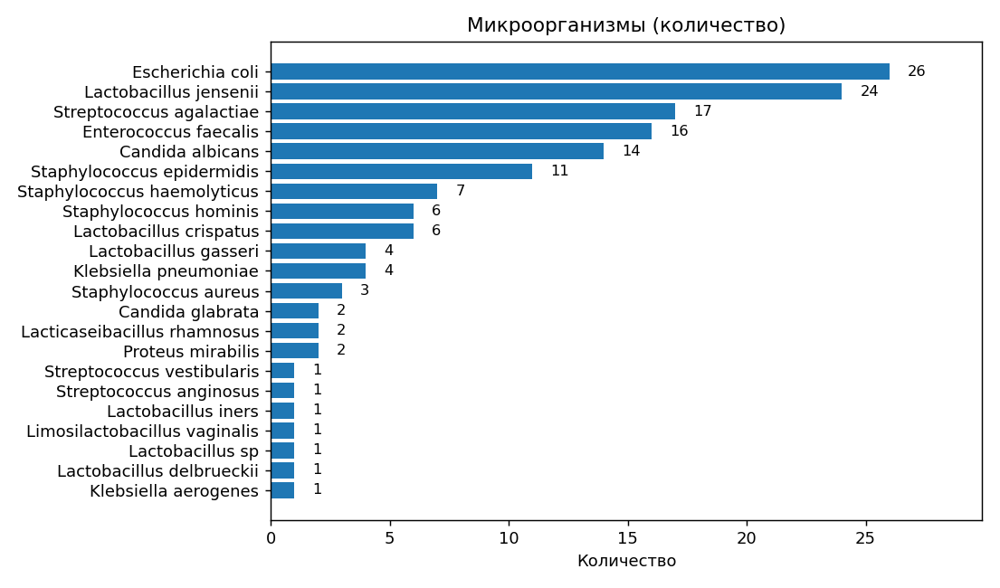 Микроорганизмы (количество)
Escherichia coli 26
Lactobacillus jensenii 24
Streptococcus agalactiae 17
Enterococcus faecalis 16
Candida albicans 14
Staphylococcus epidermidis 11
Staphylococcus haemolyticus 7
Staphylococcus hominis 6
Lactobacillus crispatus 6
Lactobacillus gasseri 4
Klebsiella pneumoniae 4
Staphylococcus aureus 3
Candida glabrata 2
Lacticaseibacillus rhamnosus 2
Proteus mirabilis 2
Streptococcus vestibularis 1
Streptococcus anginosus 1
Lactobacillus iners 1
Limosilactobacillus vaginalis 1
Lactobacillus sp 1
Lactobacillus delbrueckii 1
Klebsiella aerogenes 1
0 5 10 15 20 25
Количество